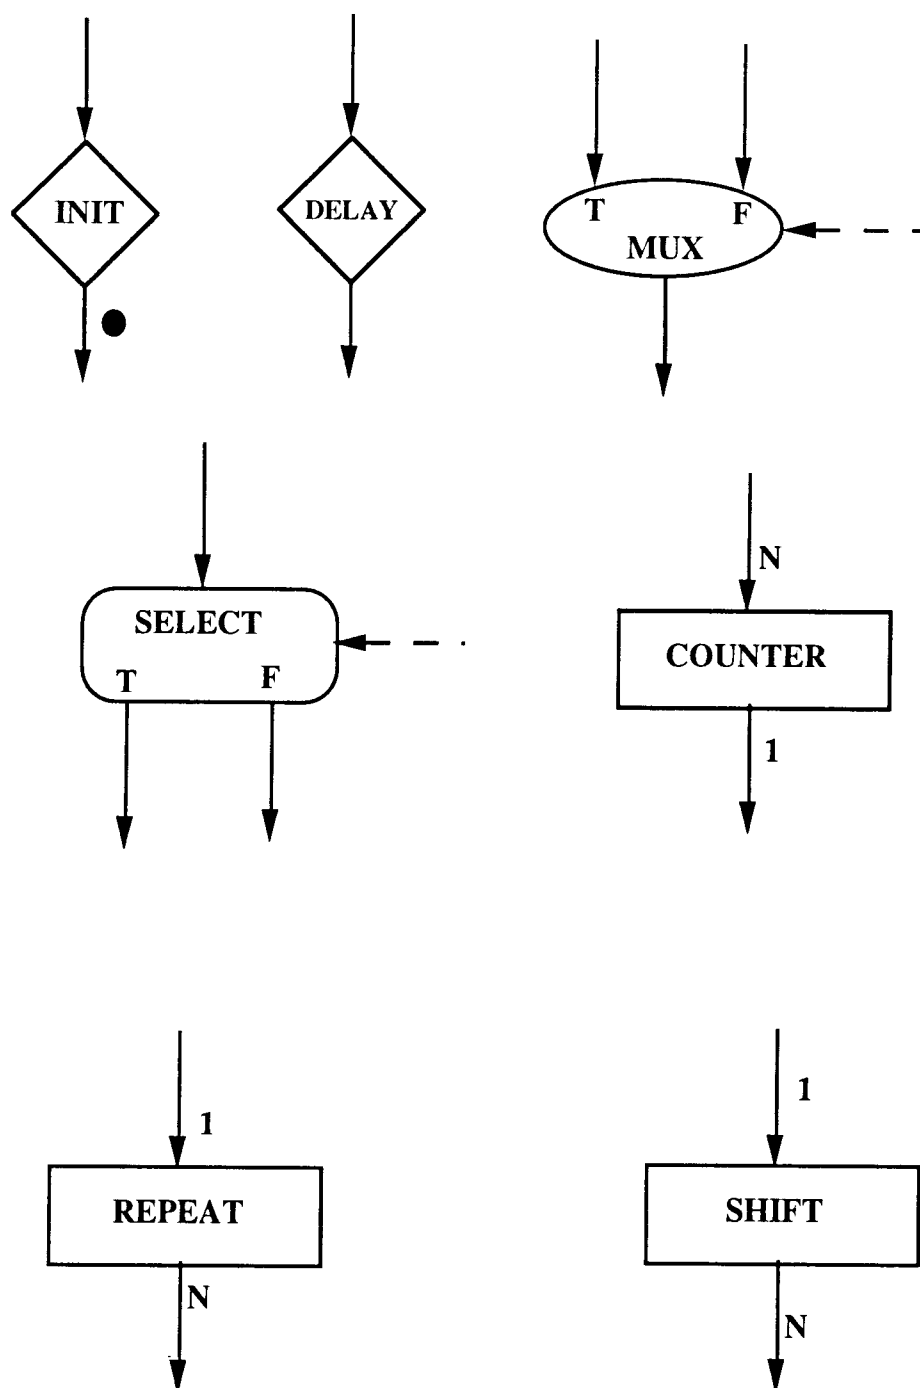 INIT
DELAY
T F
MUX
SELECT
T F
N
COUNTER
1
1
REPEAT
N
1
SHIFT
N